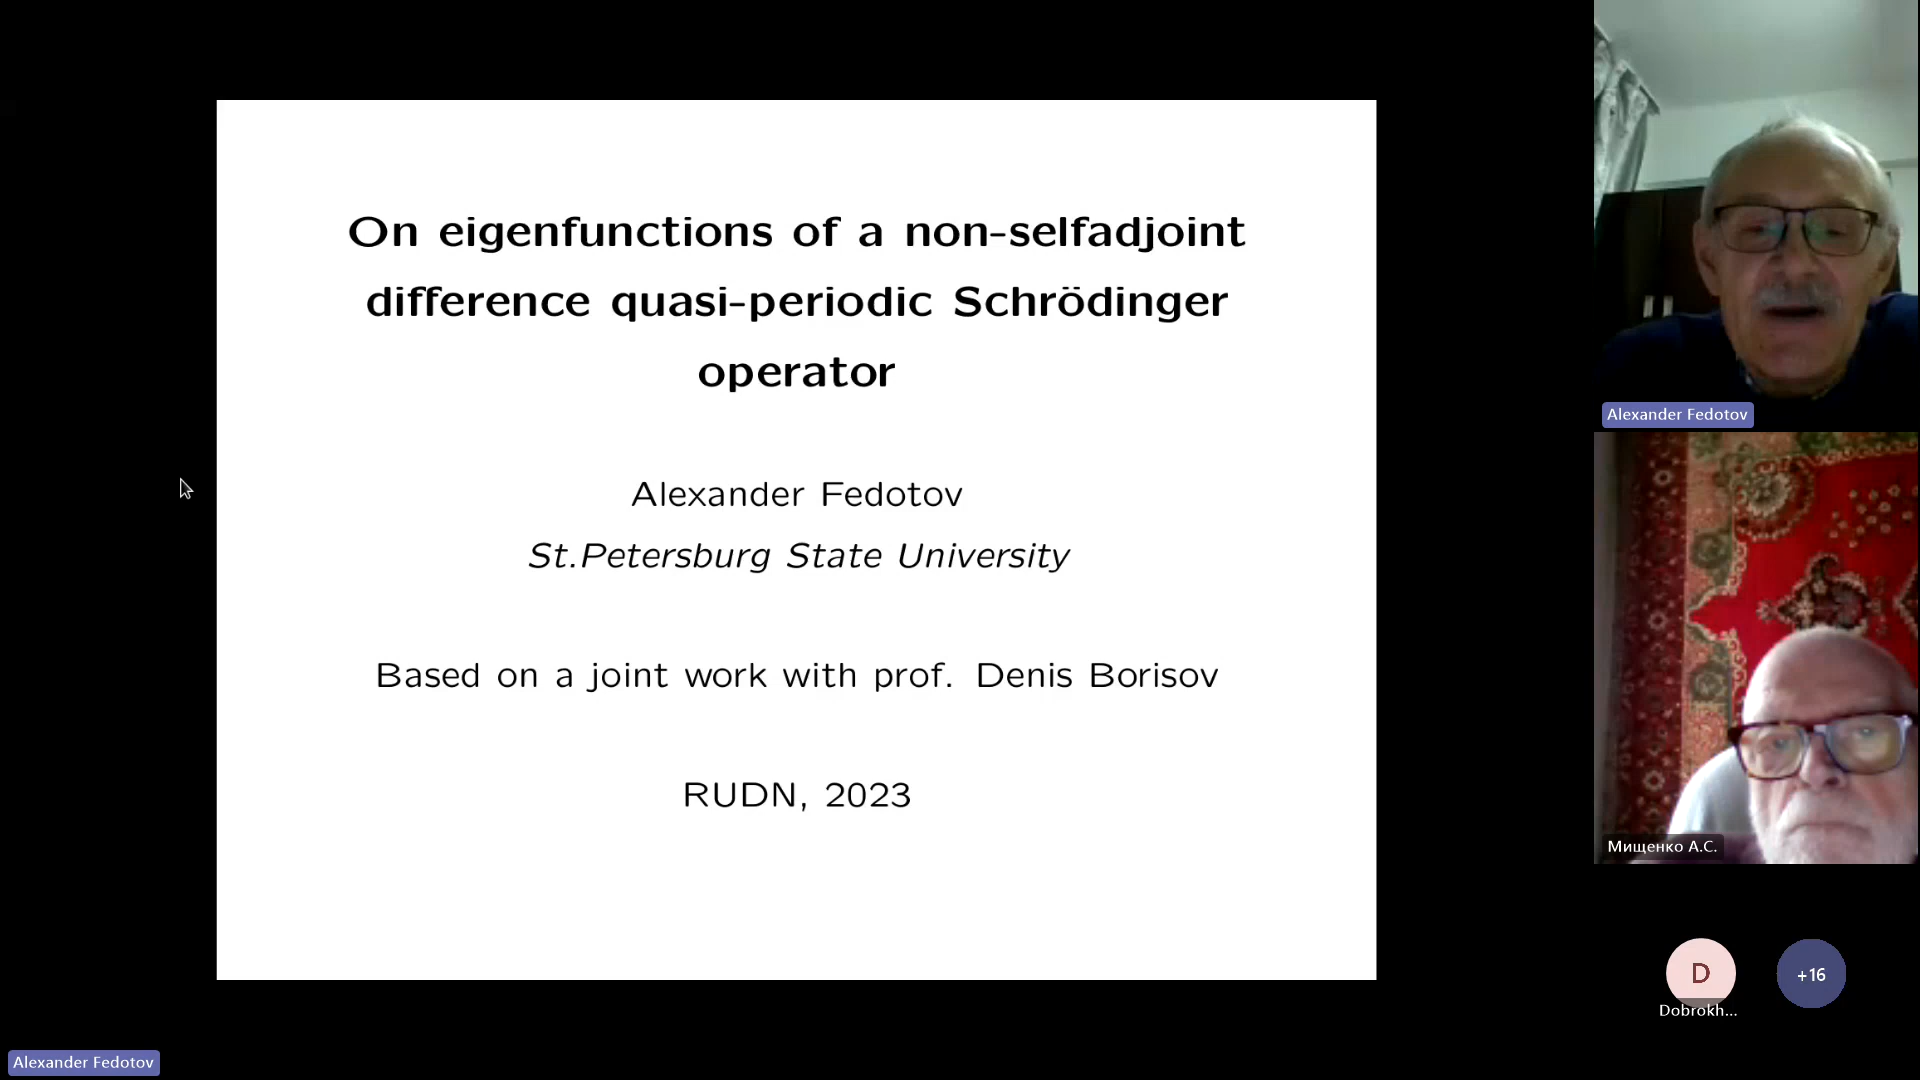 On eigenfunctions of a non-selfadjoint
difference quasi-periodic Schrödinger
operator
Alexander Fedotov
St.Petersburg State University
Based on a joint work with prof. Denis Borisov
RUDN, 2023
Alexander Fedotov
Мищенко А.С.
D
Dobrokh...
+16
Alexander Fedotov